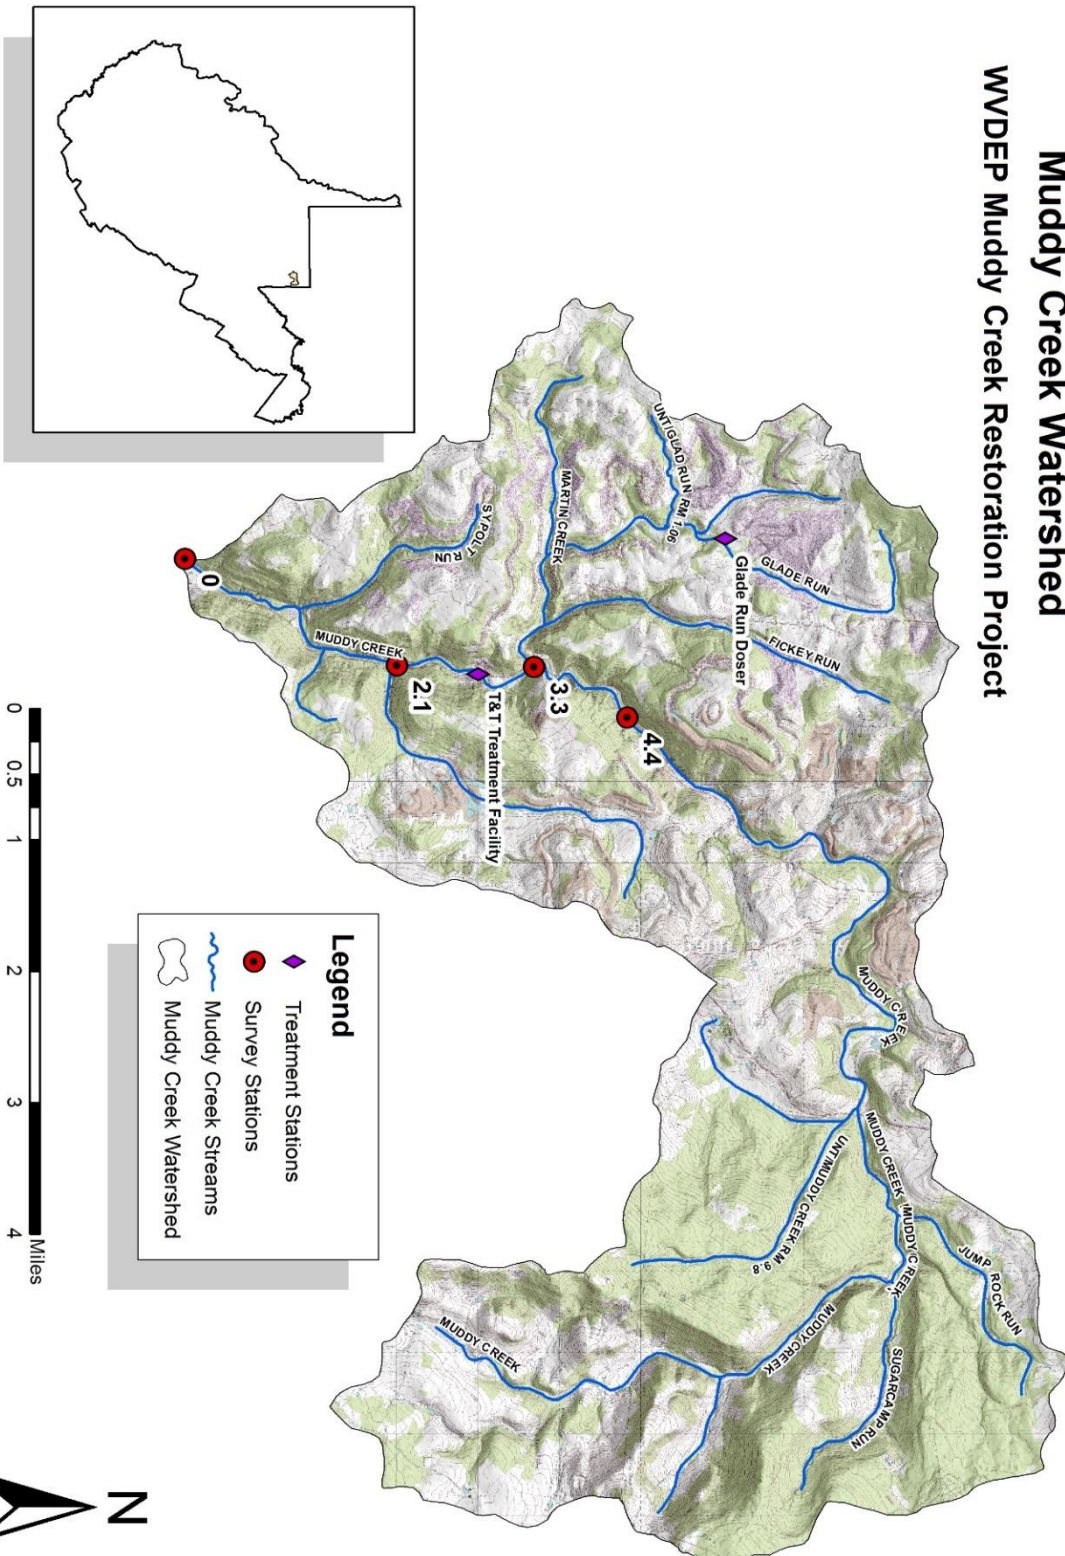 Muddy Creek Watershed
WVDEP Muddy Creek Restoration Project
JUMP ROCK RUN
MUDDY CREEK
MUDDY CREEK
MUDDY CREEK
SUGARCAMP RUN
UNT/MUDDY CREEK RM 9.8
MUDDY CREEK
MUDDY CREEK
GLADE RUN
FICKEY RUN
Glade Run Doser
UNT/GLAD RUN RM 1.06
4.4
MARTIN CREEK
3.3
T&T Treatment Facility
SYPOLT
RUN
2.1
MUDDY CREEK
0
Legend
Treatment Stations
Survey Stations
Muddy Creek Streams
Muddy Creek Watershed
0 0.5 1 2 3 4
Miles
N